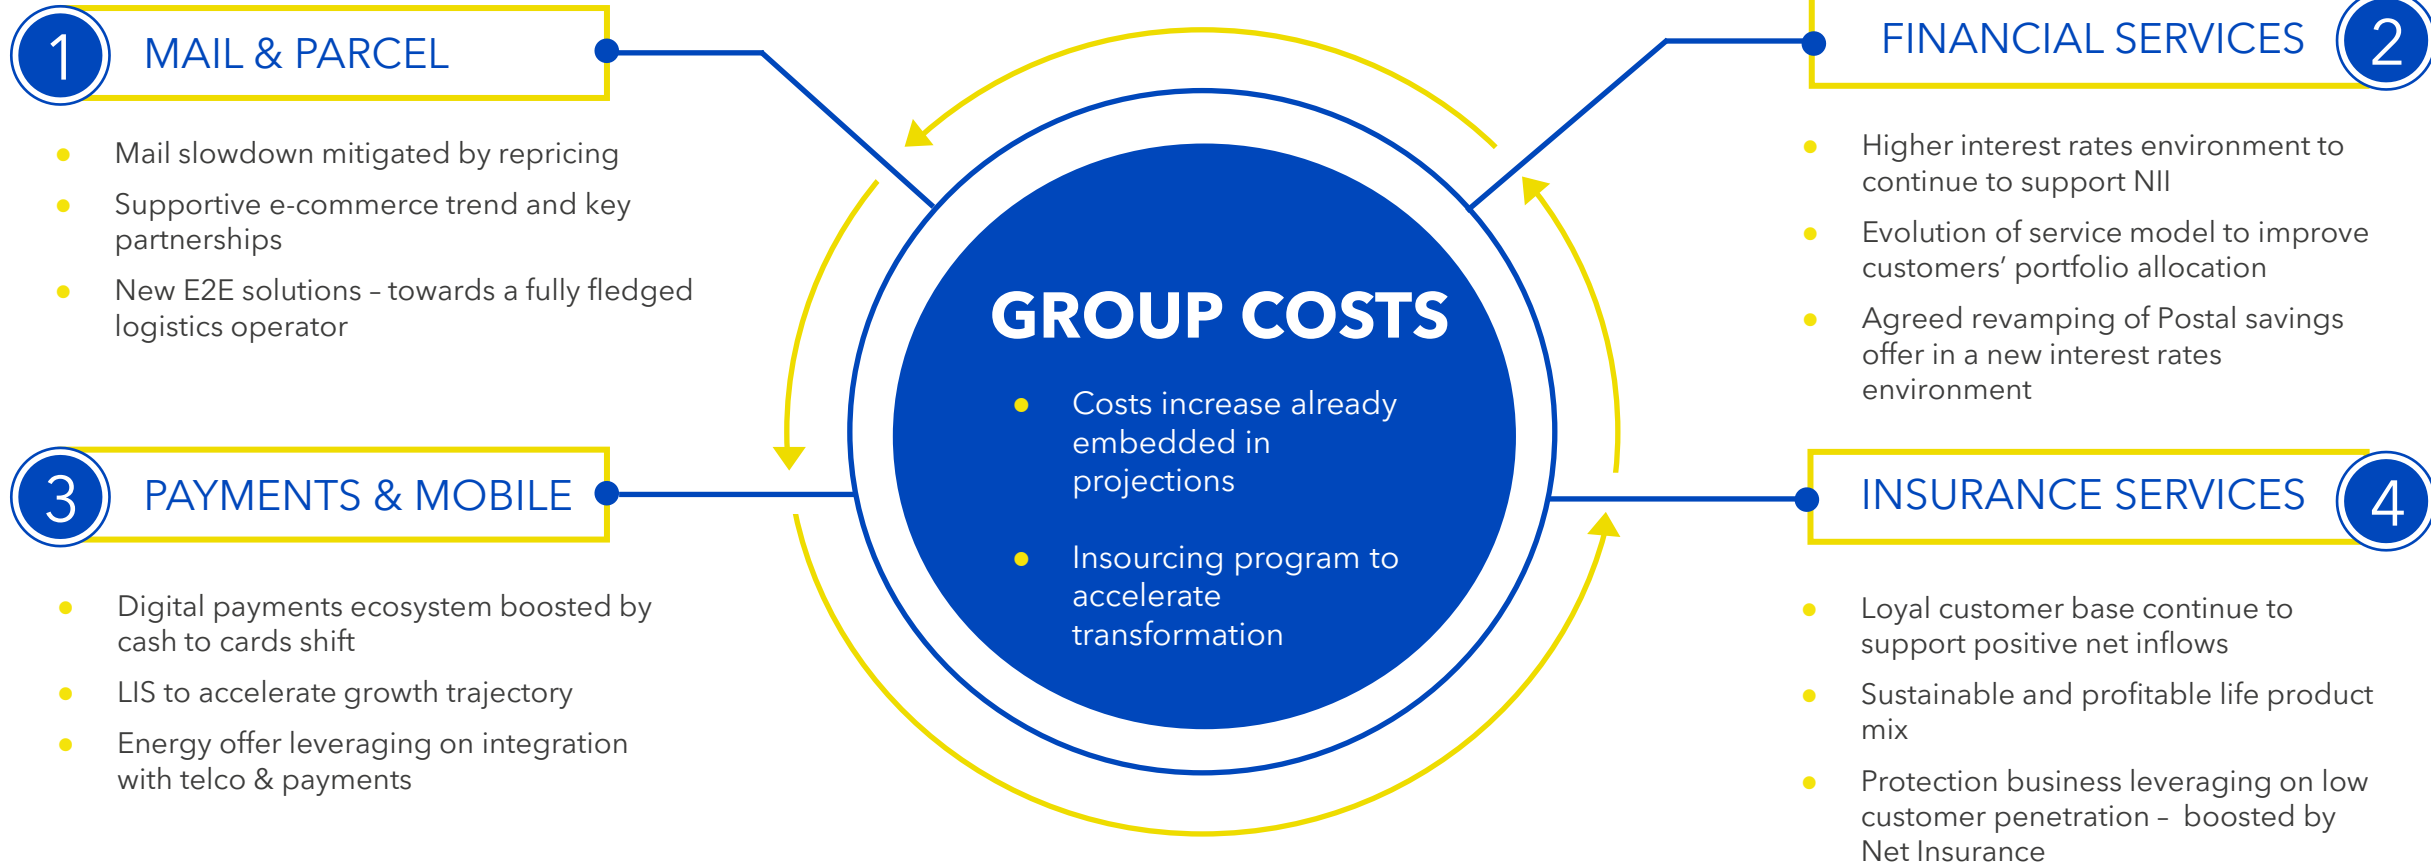 1
MAIL & PARCEL
● Mail slowdown mitigated by repricing
● Supportive e-commerce trend and key
partnerships
● New E2E solutions – towards a fully fledged
logistics operator
FINANCIAL SERVICES
2
● Higher interest rates environment to
continue to support NII
● Evolution of service model to improve
customers’ portfolio allocation
● Agreed revamping of Postal savings
offer in a new interest rates
environment
GROUP COSTS
● Costs increase already
embedded in
projections
● Insourcing program to
accelerate
transformation
3
PAYMENTS & MOBILE
● Digital payments ecosystem boosted by
cash to cards shift
● LIS to accelerate growth trajectory
● Energy offer leveraging on integration
with telco & payments
INSURANCE SERVICES
4
● Loyal customer base continue to
support positive net inflows
● Sustainable and profitable life product
mix
● Protection business leveraging on low
customer penetration – boosted by
Net Insurance